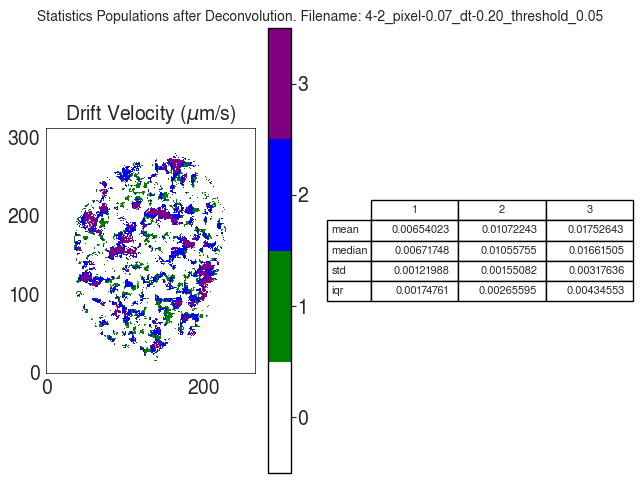 Statistics Populations after Deconvolution. Filename: 4-2_pixel-0.07_dt-0.20_threshold_0.05
Drift Velocity (μm/s)
300
200
100
0
0 200
3
2
1
0
1 2 3
mean 0.00654023 0.01072243 0.01752643
median 0.00671748 0.01055755 0.01661505
std 0.00121988 0.00155082 0.00317636
iqr 0.00174761 0.00265595 0.00434553